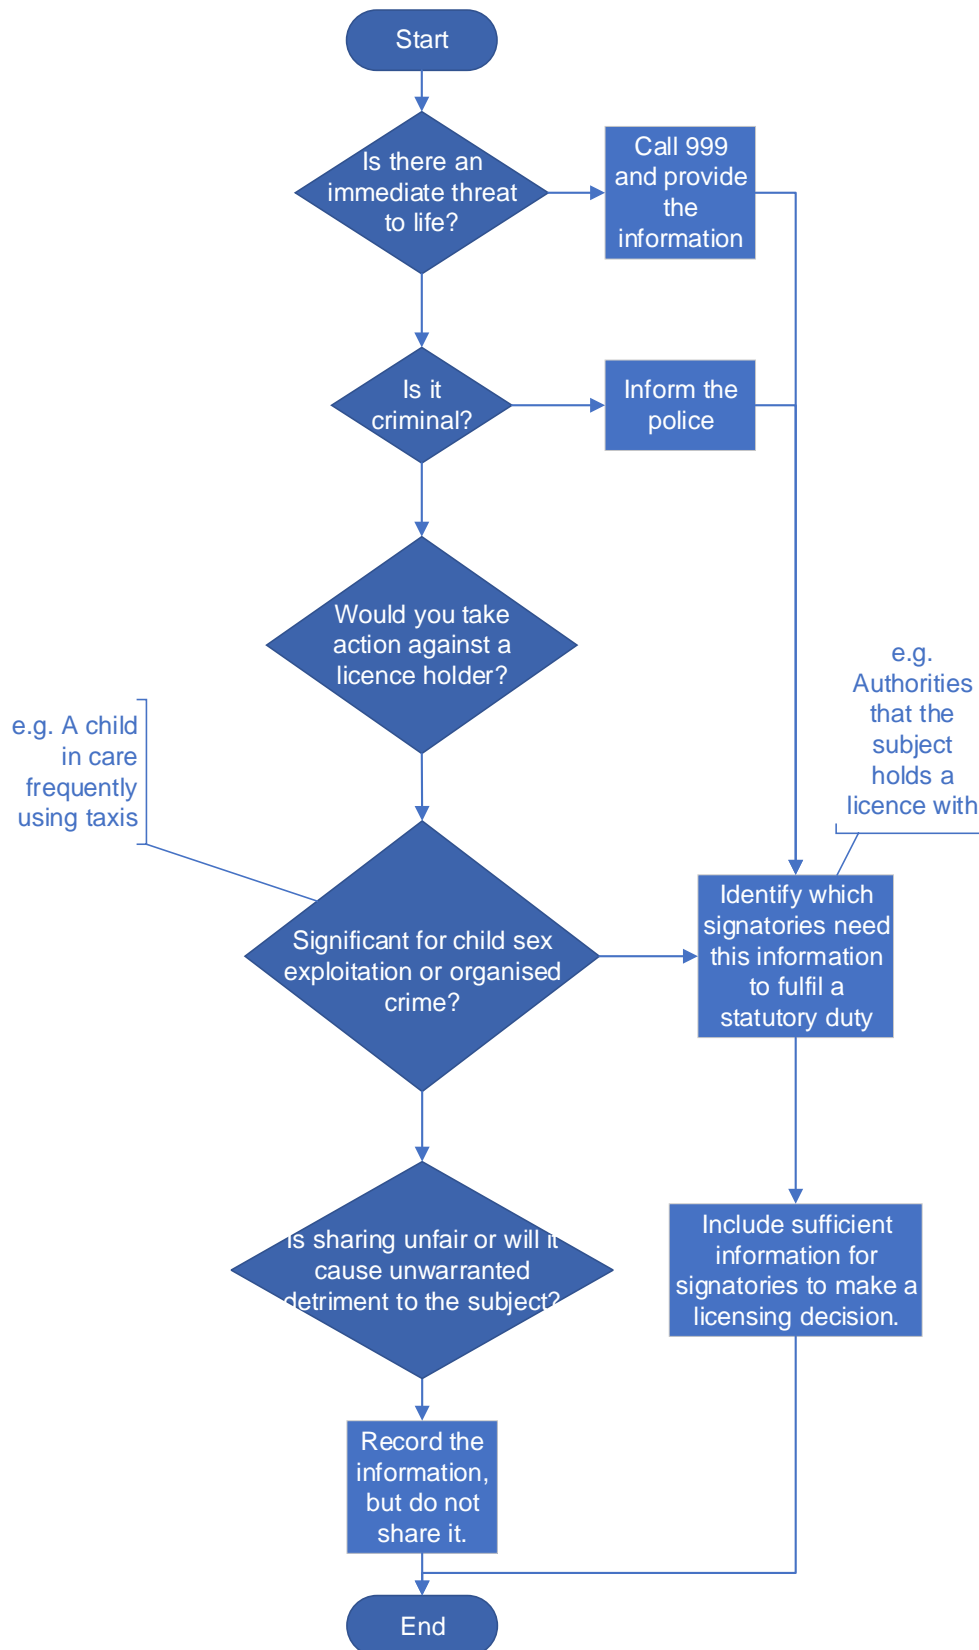 Start
Is there an
immediate threat
to life?
Call 999
and provide
the
information
Is it
criminal?
Inform the
police
Would you take
action against a
licence holder?
e.g.
Authorities
that the
subject
holds a
licence with
e.g. A child
in care
frequently
using taxis
Significant for child sex
exploitation or organised
crime?
Identify which
signatories need
this information
to fulfil a
statutory duty
Is sharing unfair or will it
cause unwarranted
detriment to the subject?
Include sufficient
information for
signatories to make a
licensing decision.
Record the
information,
but do not
share it.
End